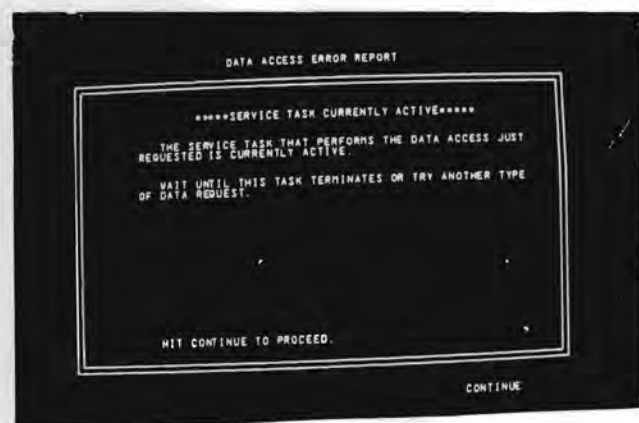 DATA ACCESS ERROR REPORT
*****SERVICE TASK CURRENTLY ACTIVE*****
THE SERVICE TASK THAT PERFORMS THE DATA ACCESS JUST
REQUESTED IS CURRENTLY ACTIVE.
WAIT UNTIL THIS TASK TERMINATES OR TRY ANOTHER TYPE
OF DATA REQUEST.
HIT CONTINUE TO PROCEED.
CONTINUE